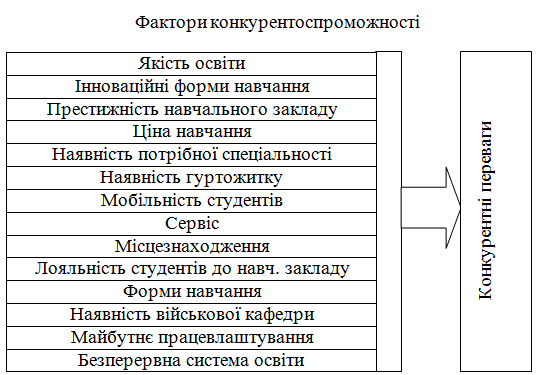 Фактори конкурентоспроможності
Якість освіти
Інноваційні форми навчання
Престижність навчального закладу
Ціна навчання
Наявність потрібної спеціальності
Наявність гуртожитку
Мобільність студентів
Сервіс
Місцезнаходження
Лояльність студентів до навч. закладу
Форми навчання
Наявність військової кафедри
Майбутнє працевлаштування
Безперервна система освіти
Конкурентні переваги